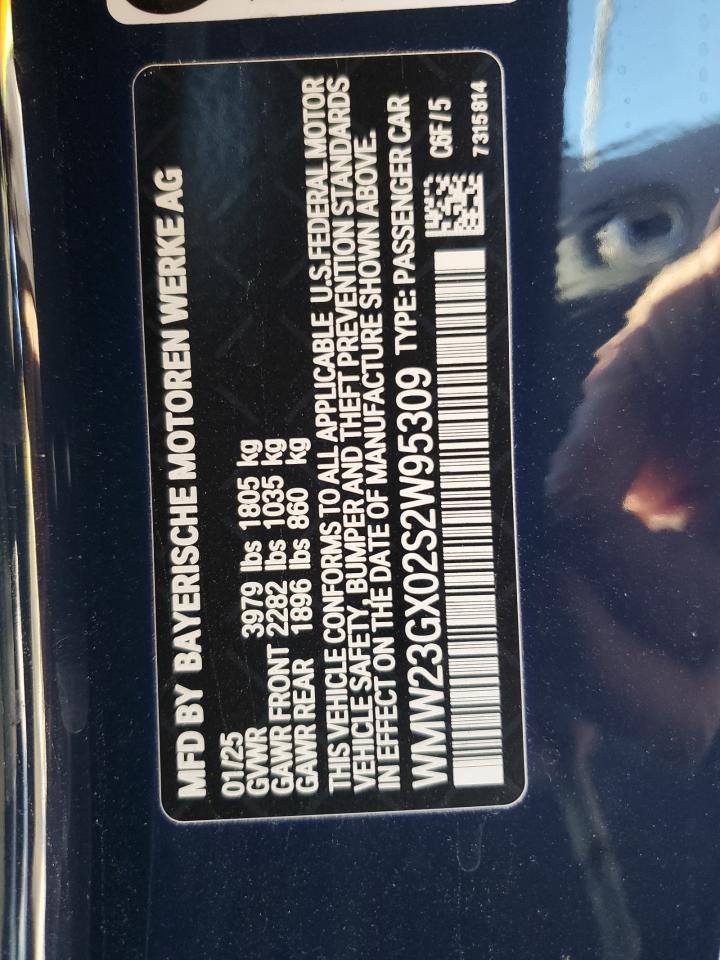 MFD BY BAYERISCHE MOTOREN WERKE AG
01/25
GVWR 3979 lbs 1805 kg
GAWR FRONT 2282 lbs 1035 kg
GAWR REAR 1896 lbs 860 kg
THIS VEHICLE CONFORMS TO ALL APPLICABLE U.S.FEDERAL MOTOR
VEHICLE SAFETY, BUMPER AND THEFT PREVENTION STANDARDS
IN EFFECT ON THE DATE OF MANUFACTURE SHOWN ABOVE.
WMW23GX02S2W95309 TYPE: PASSENGER CAR
C6F/5
7315814